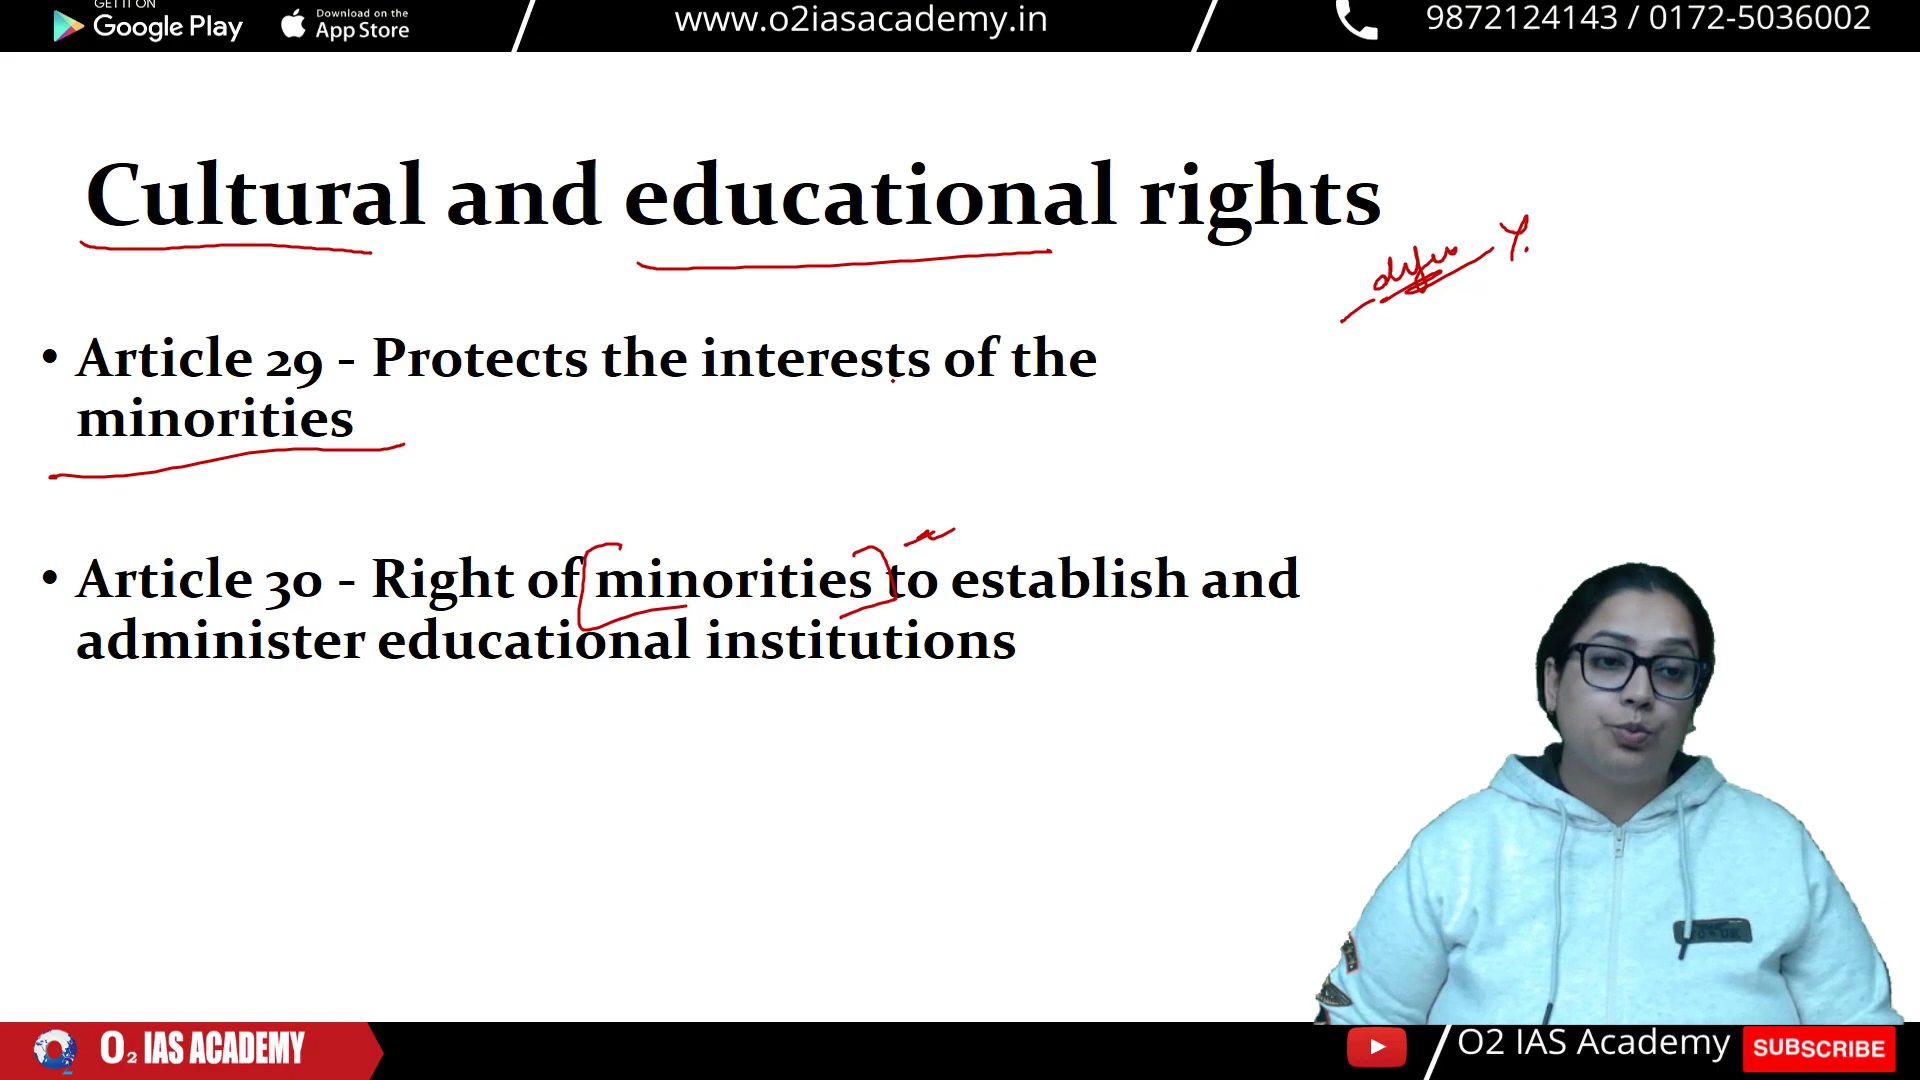 GET IT ON
Google Play
Download on the
App Store
www.o2iasacademy.in
9872124143 / 0172-5036002
Cultural and educational rights
• Article 29 - Protects the interests of the
minorities
• Article 30 - Right of minorities to establish and
administer educational institutions
O2 IAS ACADEMY
O2 IAS Academy
SUBSCRIBE